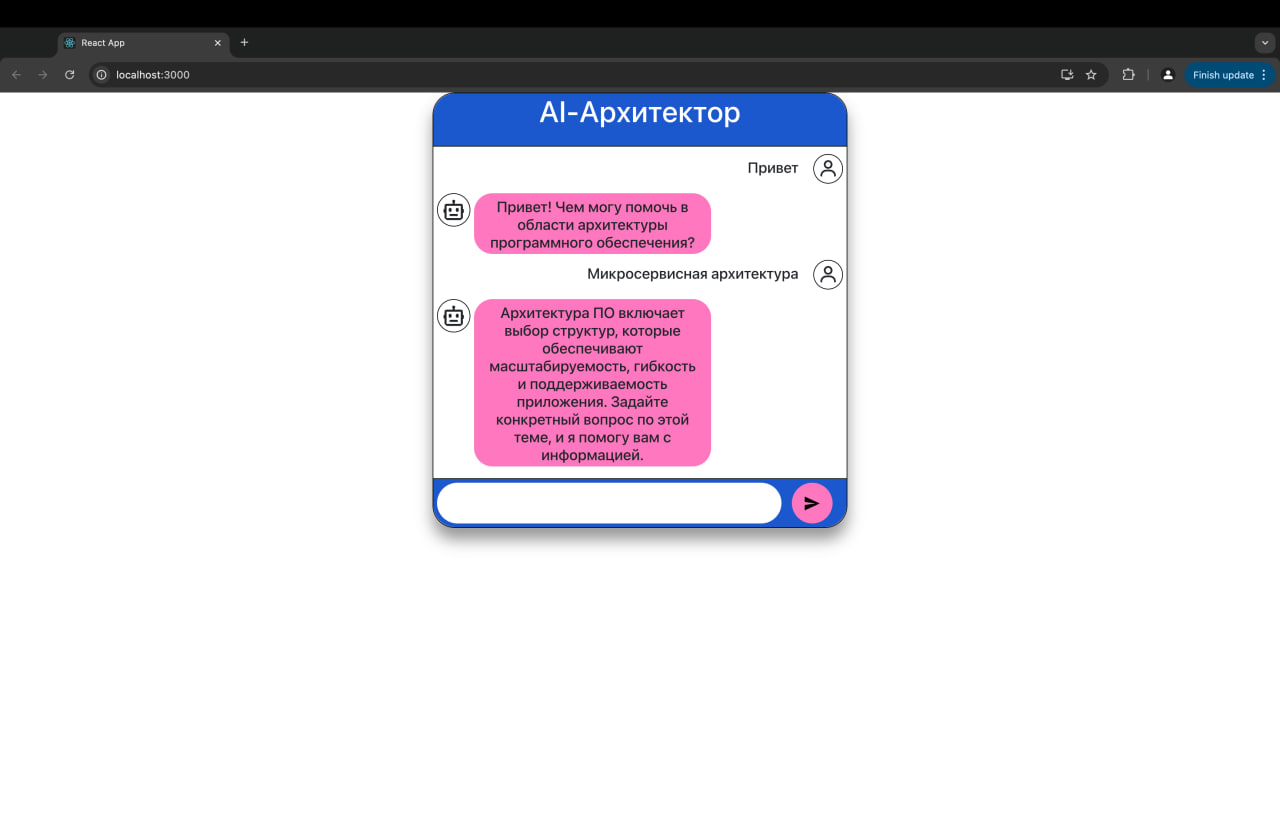 React App
localhost:3000
Finish update
AI-Архитектор
Привет
Привет! Чем могу помочь в
области архитектуры
программного обеспечения?
Микросервисная архитектура
Архитектура ПО включает
выбор структур, которые
обеспечивают
масштабируемость, гибкость
и поддерживаемость
приложения. Задайте
конкретный вопрос по этой
теме, и я помогу вам с
информацией.